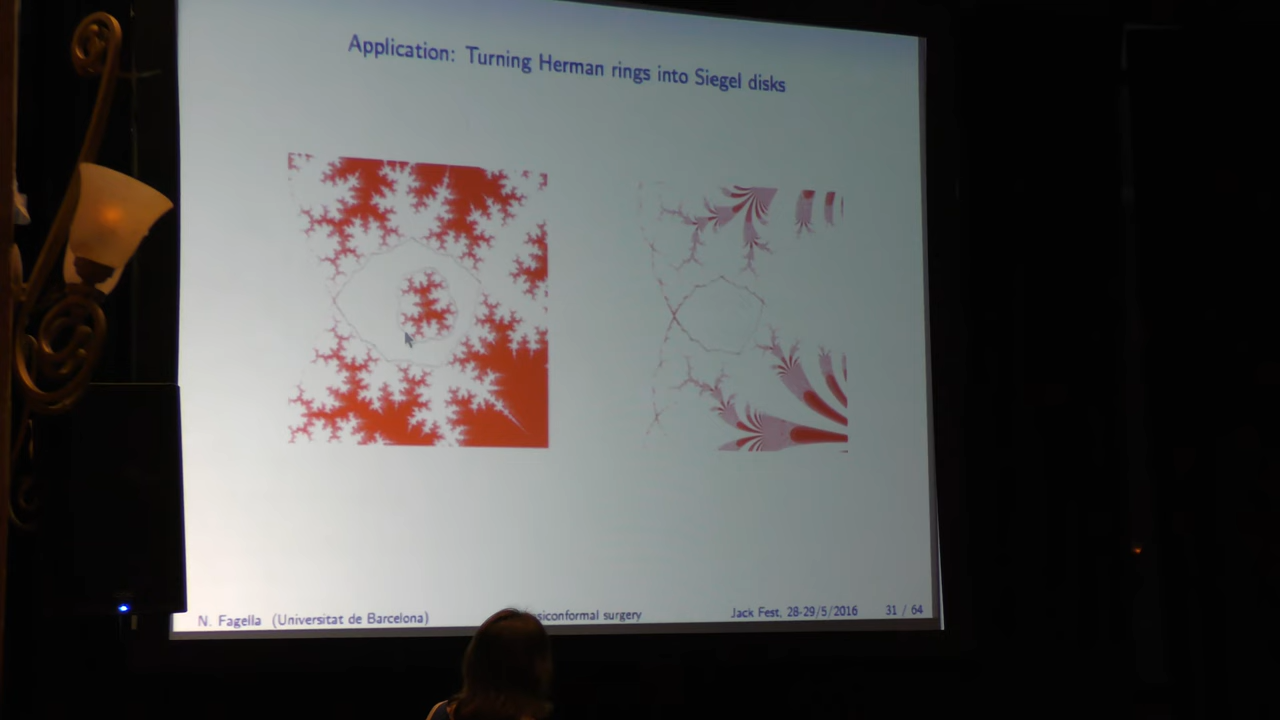 Application: Turning Herman rings into Siegel disks
N. Fagella (Universitat de Barcelona)
surgery
Jack Fest, 28-29/5/2016
31 / 64